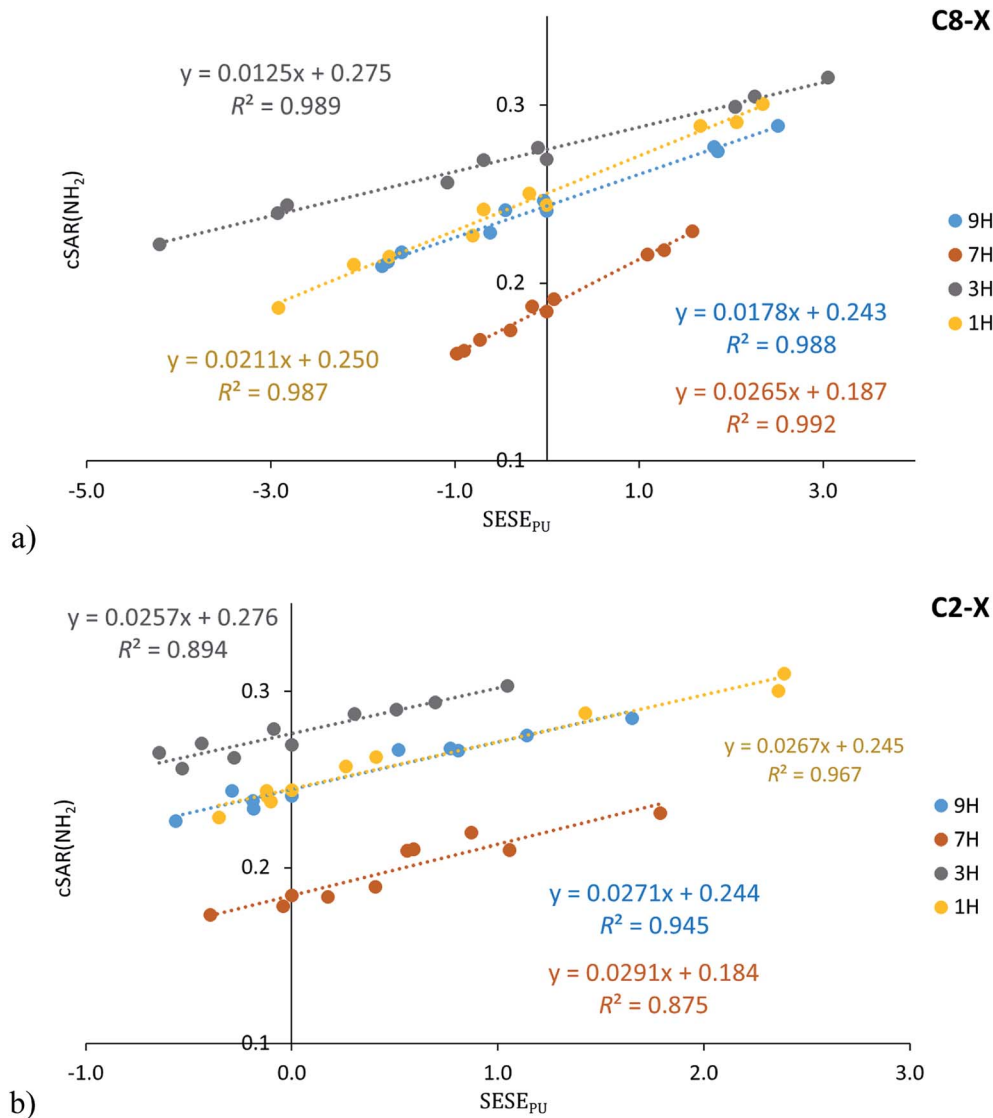 C8-X
y = 0.0125x + 0.275
R² = 0.989
0.3
cSAR(NH₂)
9H
7H
3H
1H
0.2
y = 0.0178x + 0.243
R² = 0.988
y = 0.0211x + 0.250
R² = 0.987
y = 0.0265x + 0.187
R² = 0.992
0.1
-5.0 -3.0 -1.0 1.0 3.0
SESE_PU
a)
C2-X
y = 0.0257x + 0.276
R² = 0.894
0.3
y = 0.0267x + 0.245
R² = 0.967
cSAR(NH₂)
9H
7H
3H
1H
0.2
y = 0.0271x + 0.244
R² = 0.945
y = 0.0291x + 0.184
R² = 0.875
0.1
-1.0 0.0 1.0 2.0 3.0
SESE_PU
b)